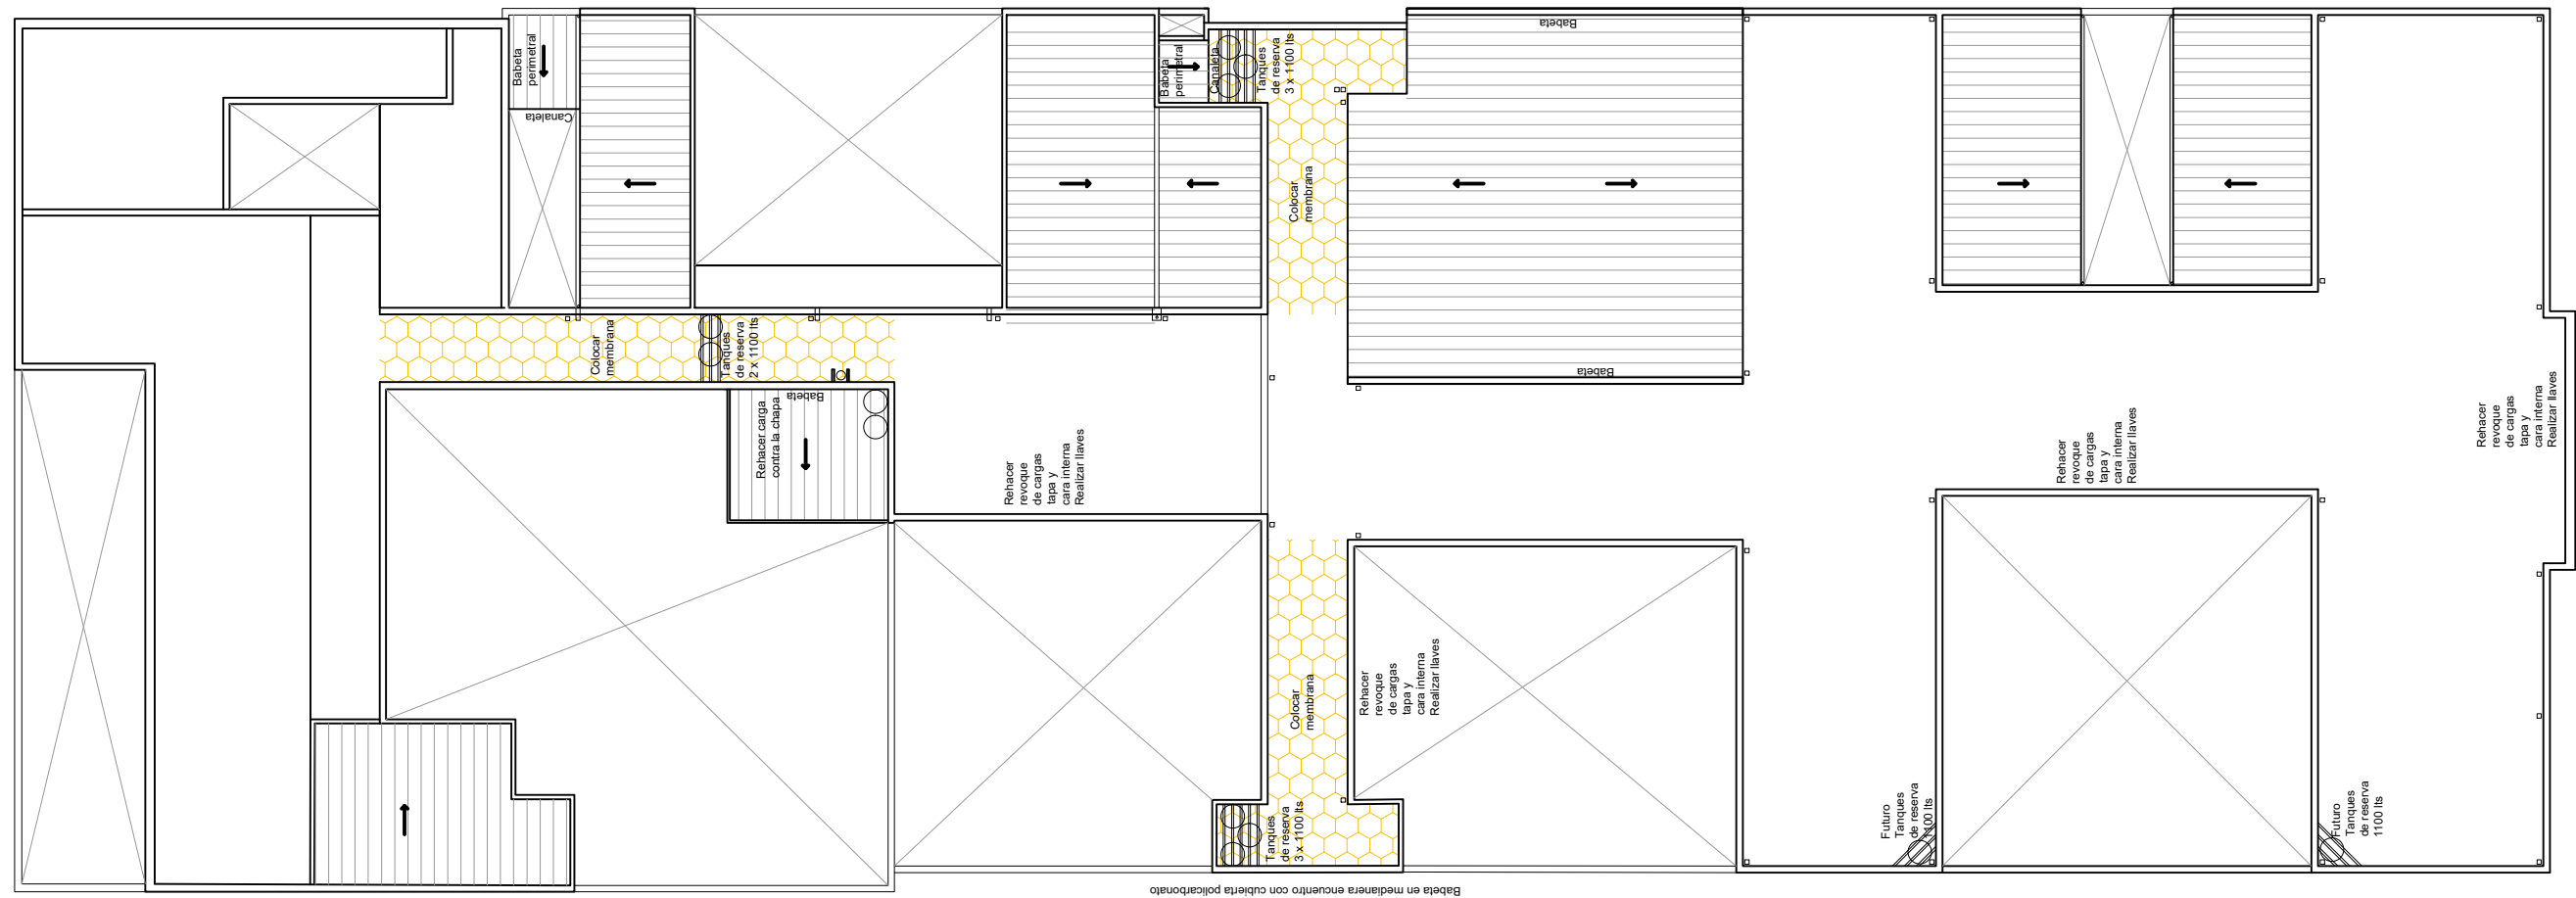 Babeta
perimetral
Canaleta
Babeta
perimetral
Canaleta
Tanques
de reserva
3 x 1100 lts
Babeta
Colocar
membrana
Colocar
membrana
Tanques
de reserva
2 x 1100 lts
Babeta
Babeta
Rehacer carga
contra la chapa
Rehacer
revoque
de cargas
tapa y
cara interna
Realizar llaves
Rehacer
revoque
de cargas
tapa y
cara interna
Realizar llaves
Rehacer
revoque
de cargas
tapa y
cara interna
Realizar llaves
Colocar
membrana
Rehacer
revoque
de cargas
tapa y
cara interna
Realizar llaves
Tanques
de reserva
3 x 1100 lts
Futuro
Tanques
de reserva
1100 lts
Futuro
Tanques
de reserva
1100 lts
Babeta en medianera encuentro con cubierta policarbonato